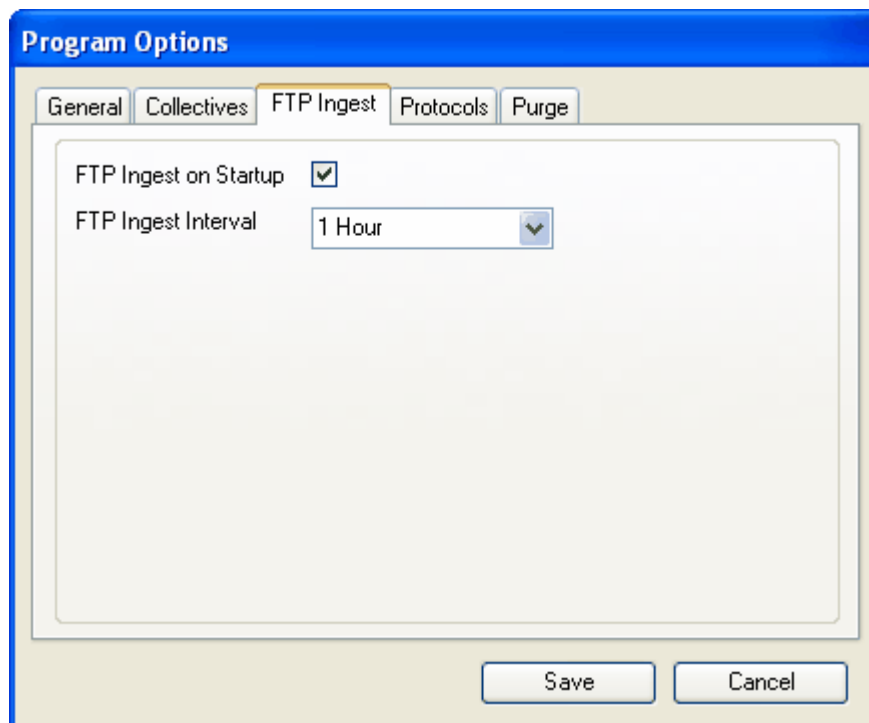 Program Options
General Collectives FTP Ingest Protocols Purge
FTP Ingest on Startup
FTP Ingest Interval 1 Hour
Save Cancel